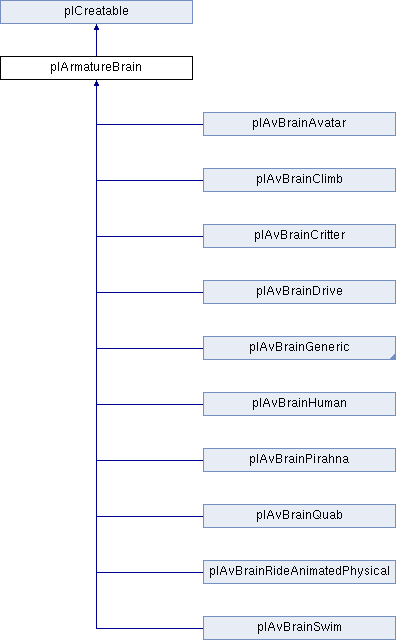 plCreatable
plArmatureBrain
plAvBrainAvatar
plAvBrainClimb
plAvBrainCritter
plAvBrainDrive
plAvBrainGeneric
plAvBrainHuman
plAvBrainPirahna
plAvBrainQuab
plAvBrainRideAnimatedPhysical
plAvBrainSwim